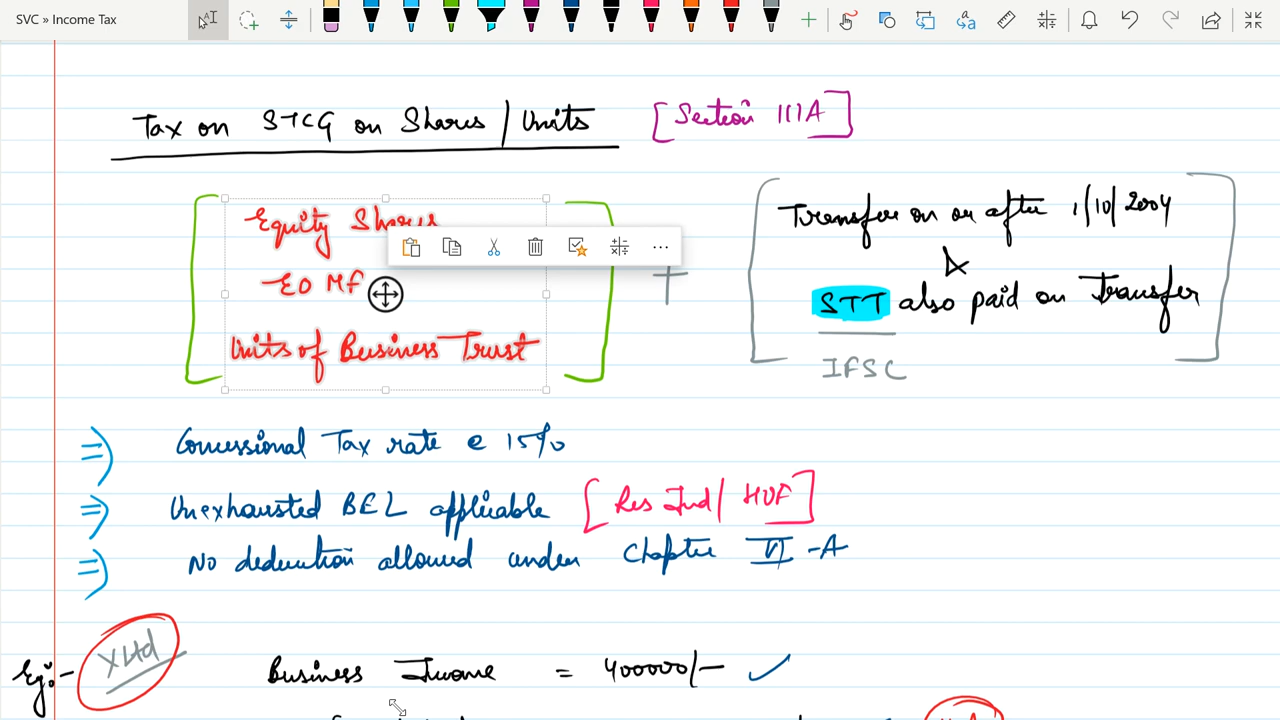 SVC » Income Tax
Tax on STCG on Shares/Units [Section 111A]
Equity Shares
EO MF
Units of Business Trust
+
Transfer on or after 1/10/2004
&
STT also paid on Transfer
IFSC
⇒ Concessional Tax rate @ 15%
⇒ Unexhausted BEL applicable [Res Ind/HUF]
⇒ No deduction allowed under Chapter VI-A
Eg:- X Ltd Business Income = 400000/- ✓